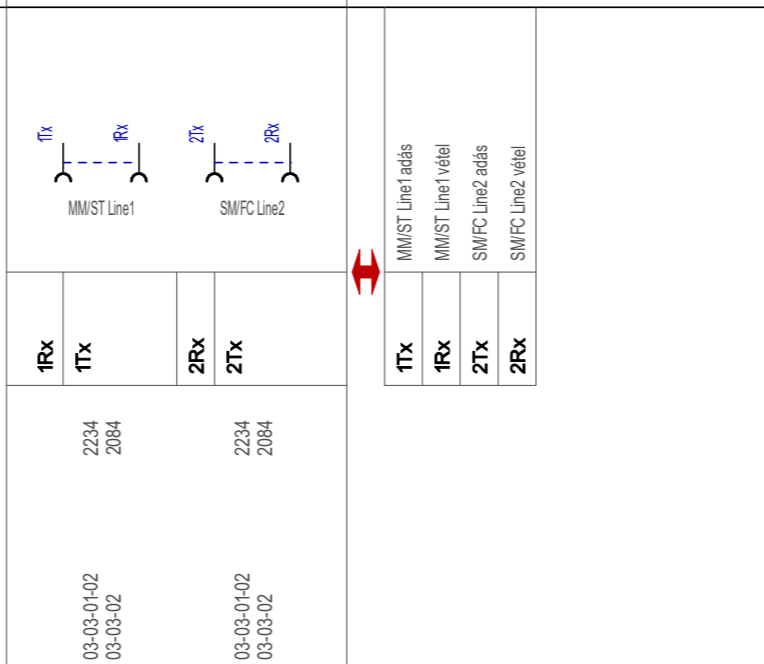 1Tx
1Rx
2Tx
2Rx
MM/ST Line1
SM/FC Line2
MM/ST Line1 adás
MM/ST Line1 vétel
SM/FC Line2 adás
SM/FC Line2 vétel
1Rx
1Tx
2Rx
2Tx
1Tx
1Rx
2Tx
2Rx
2234
2084
2234
2084
03-03-01-02
03-03-02
03-03-01-02
03-03-02